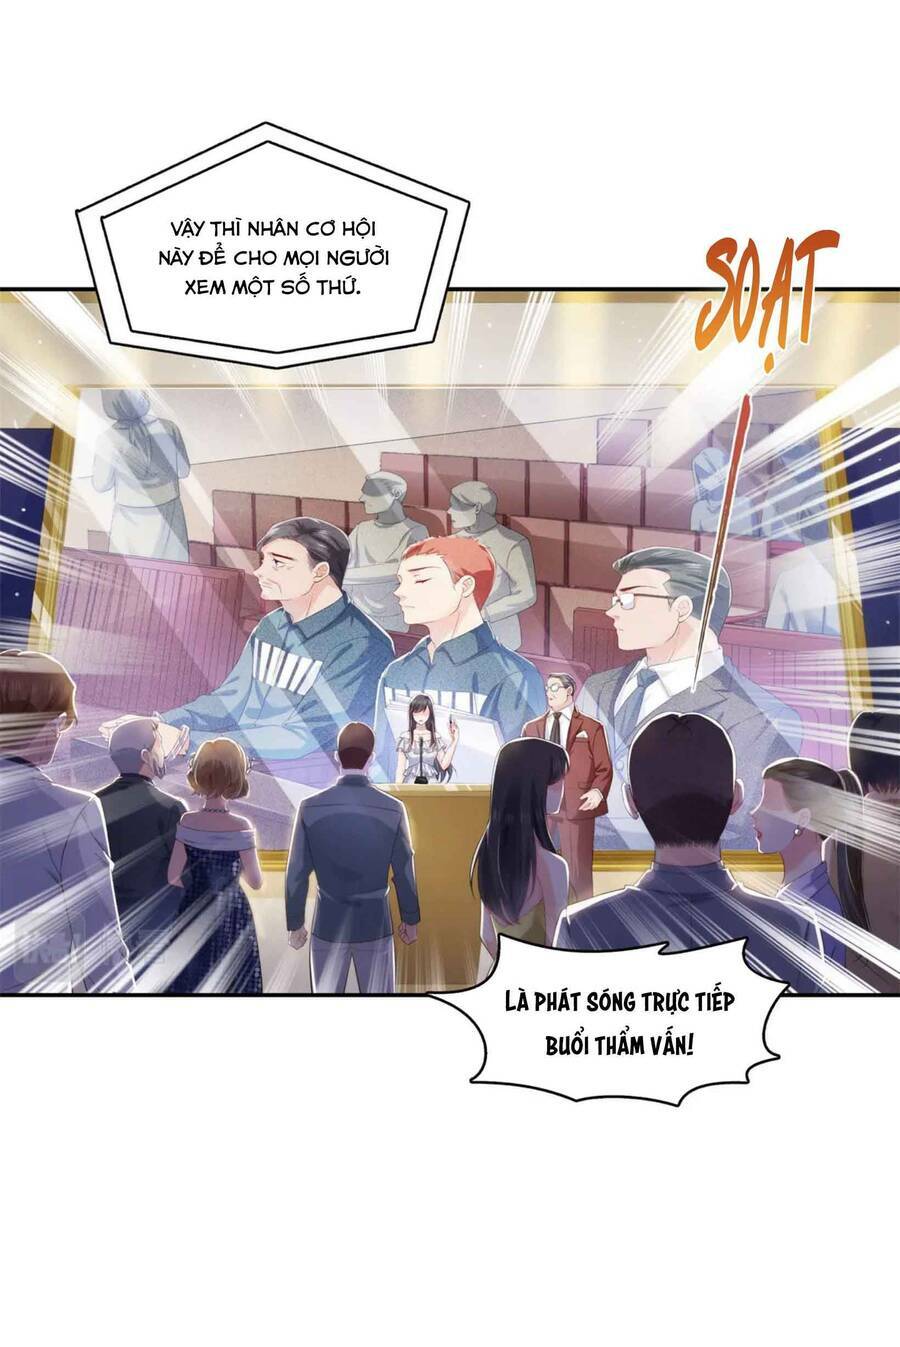 VẬY THÌ NHÂN CƠ HỘI
NÀY ĐỂ CHO MỌI NGƯỜI
XEM MỘT SỐ THỨ.
SOẠT
LÀ PHÁT SÓNG TRỰC TIẾP
BUỔI THẨM VẤN!